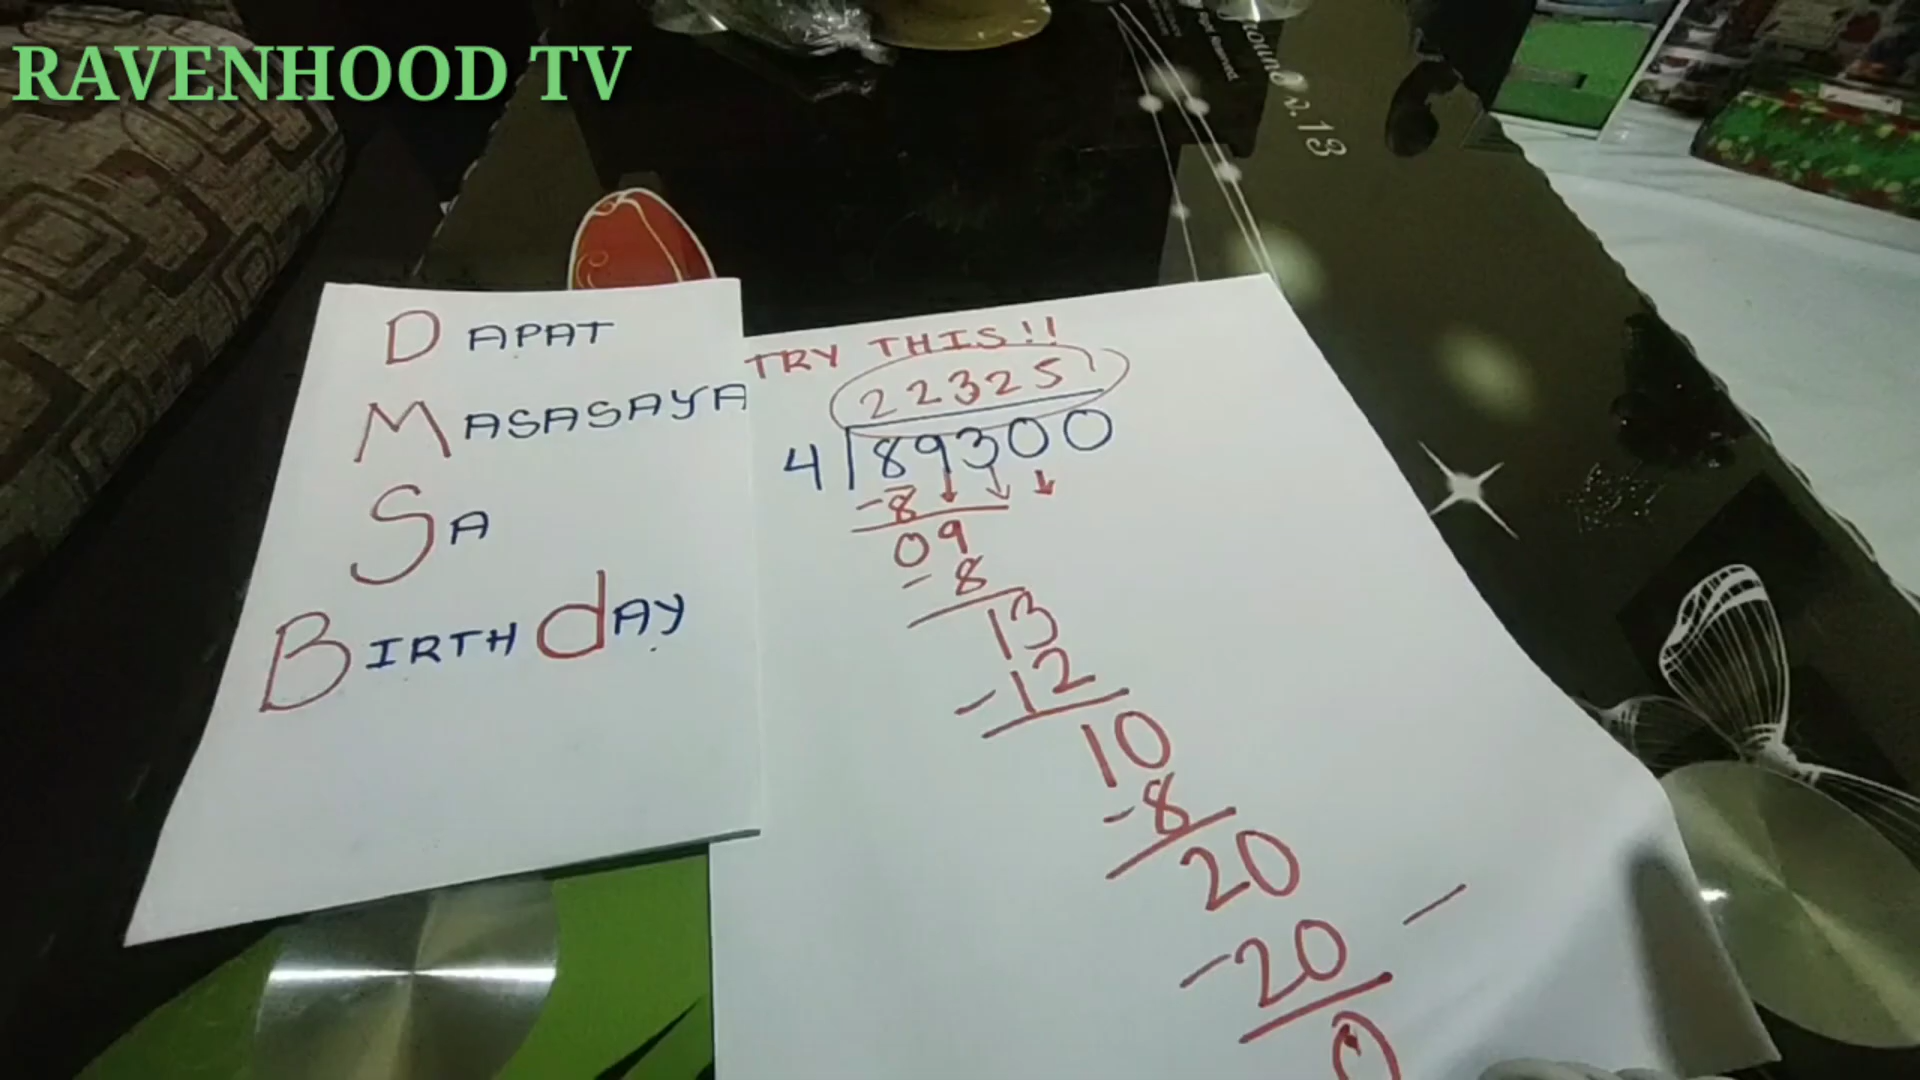 RAVENHOOD TV
DAPAT
MASASAYA
SA
BIRTHdAY
TRY THIS!!
22325
4 89300
-8
09
-8
13
-12
10
-8
20
-20
0